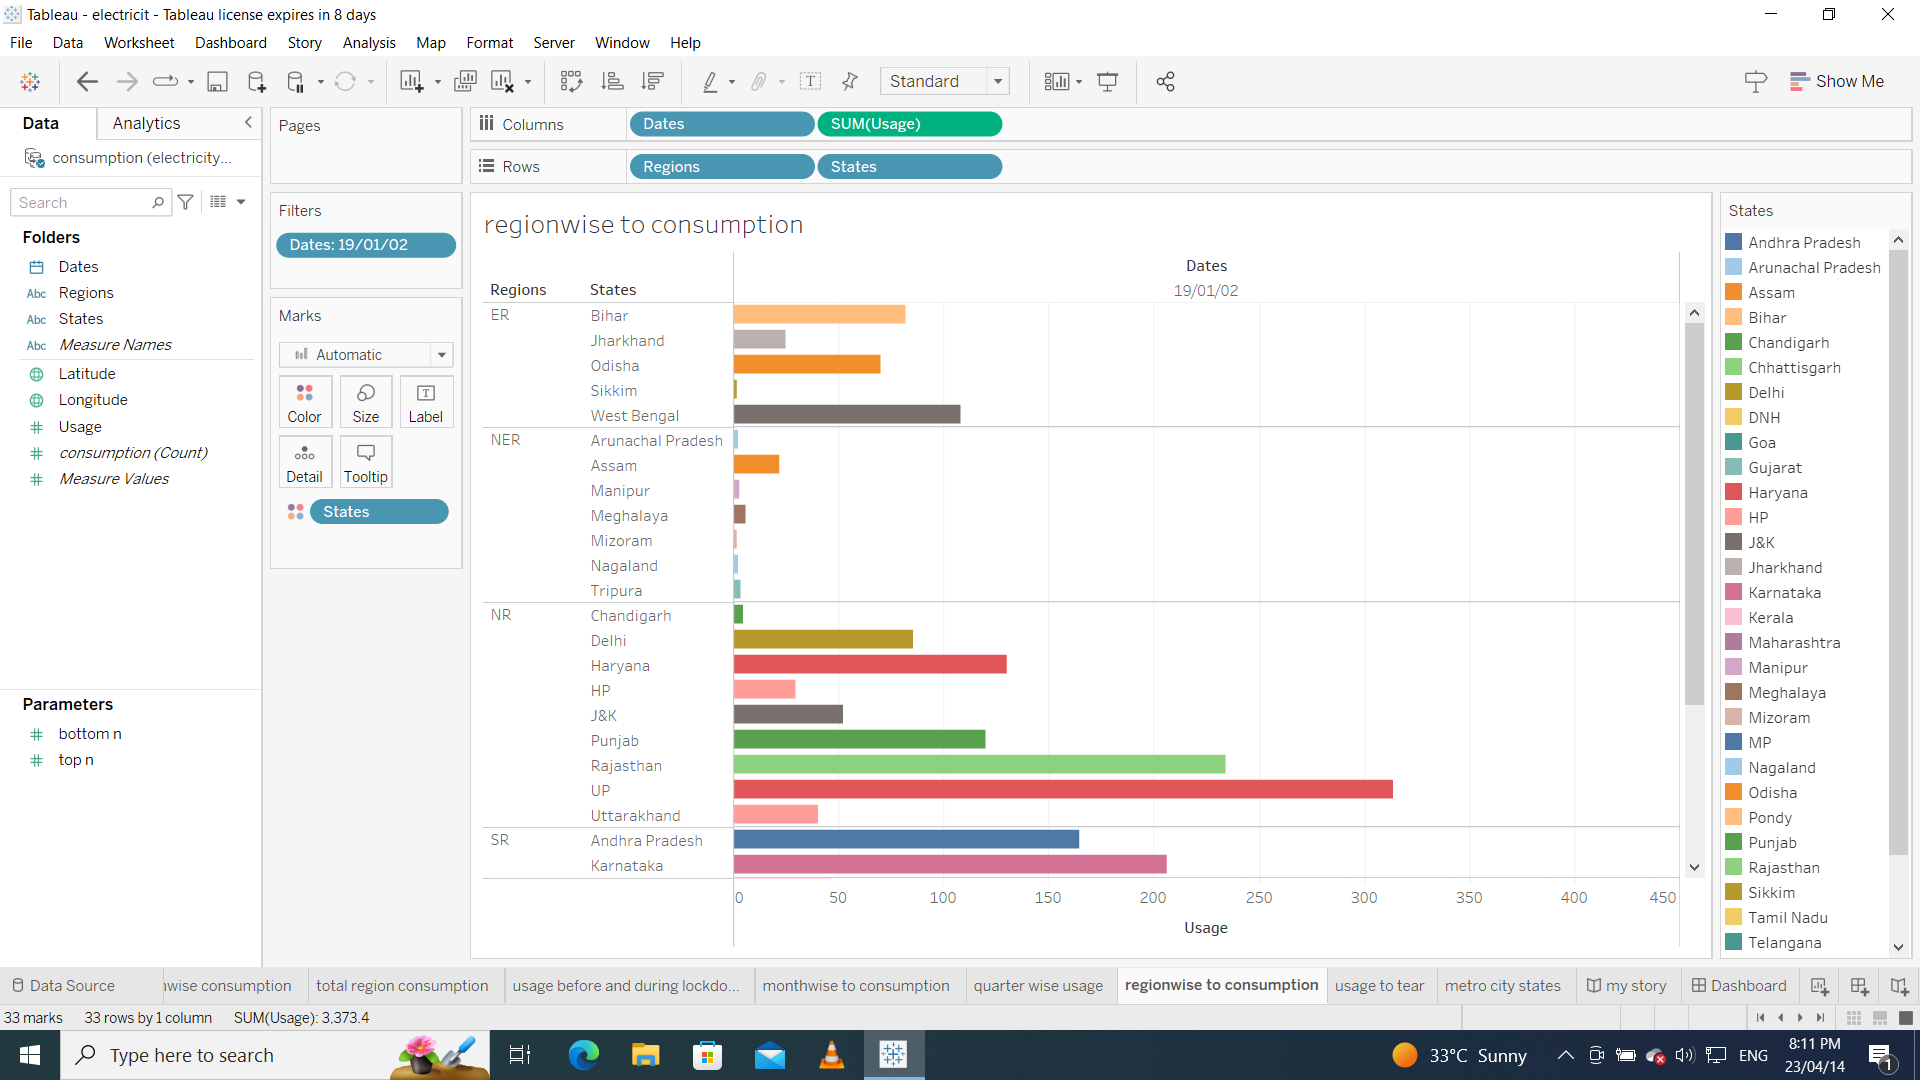 Tableau - electricit - Tableau license expires in 8 days
File Data Worksheet Dashboard Story Analysis Map Format Server Window Help
Standard
Show Me
Data Analytics
consumption (electricity...
Search
Folders
Dates
Abc Regions
Abc States
Abc Measure Names
Latitude
Longitude
# Usage
# consumption (Count)
# Measure Values
Parameters
# bottom n
# top n
Pages
Filters
Dates: 19/01/02
Marks
Automatic
Color Size Label
Detail Tooltip
States
Columns Dates SUM(Usage)
Rows Regions States
regionwise to consumption
Dates
Regions States 19/01/02
ER Bihar
Jharkhand
Odisha
Sikkim
West Bengal
NER Arunachal Pradesh
Assam
Manipur
Meghalaya
Mizoram
Nagaland
Tripura
NR Chandigarh
Delhi
Haryana
HP
J&K
Punjab
Rajasthan
UP
Uttarakhand
SR Andhra Pradesh
Karnataka
0 50 100 150 200 250 300 350 400 450
Usage
States
Andhra Pradesh
Arunachal Pradesh
Assam
Bihar
Chandigarh
Chhattisgarh
Delhi
DNH
Goa
Gujarat
Haryana
HP
J&K
Jharkhand
Karnataka
Kerala
Maharashtra
Manipur
Meghalaya
Mizoram
MP
Nagaland
Odisha
Pondy
Punjab
Rajasthan
Sikkim
Tamil Nadu
Telangana
Data Source wise consumption total region consumption usage before and during lockdo... monthwise to consumption quarter wise usage regionwise to consumption usage to tear metro city states my story Dashboard
33 marks 33 rows by 1 column SUM(Usage): 3,373.4
Type here to search
33°C Sunny
ENG
8:11 PM
23/04/14
1